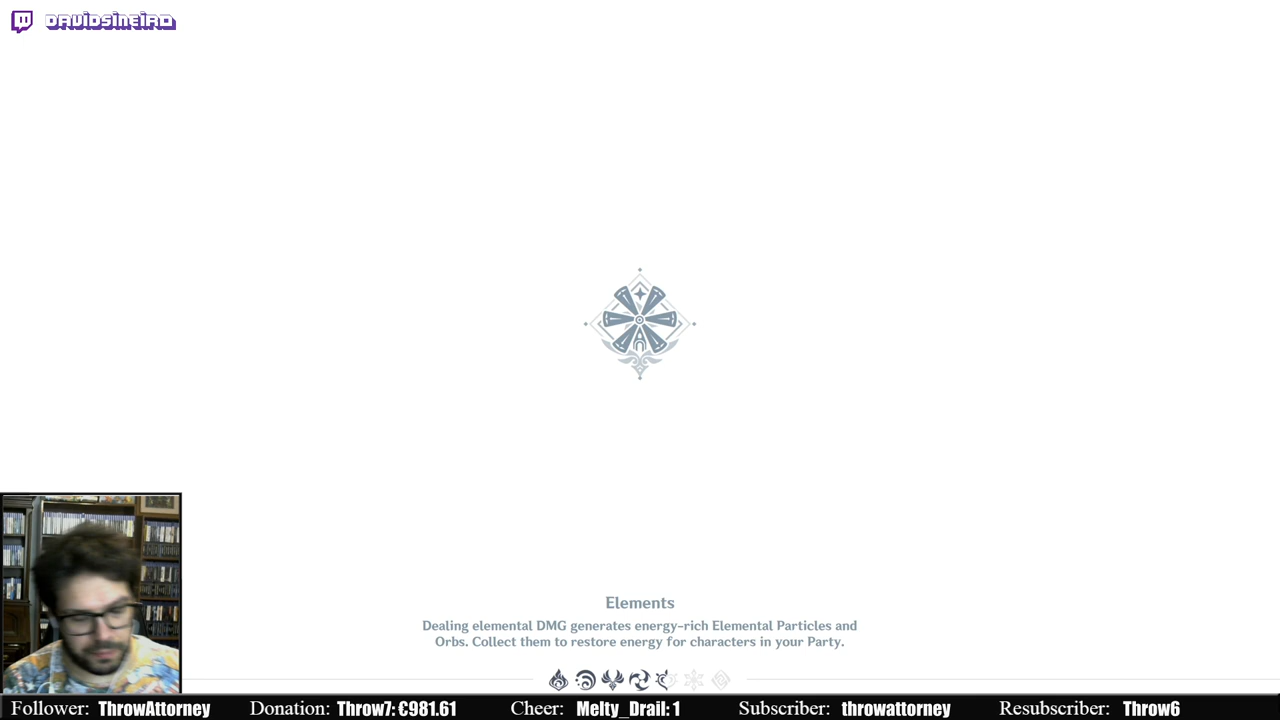 DAVIDSINEIRO
Elements
Dealing elemental DMG generates energy-rich Elemental Particles and
Orbs. Collect them to restore energy for characters in your Party.
Follower: ThrowAttorney Donation: Throw7: €981.61 Cheer: Melty_Drail: 1 Subscriber: throwattorney Resubscriber: Throw6